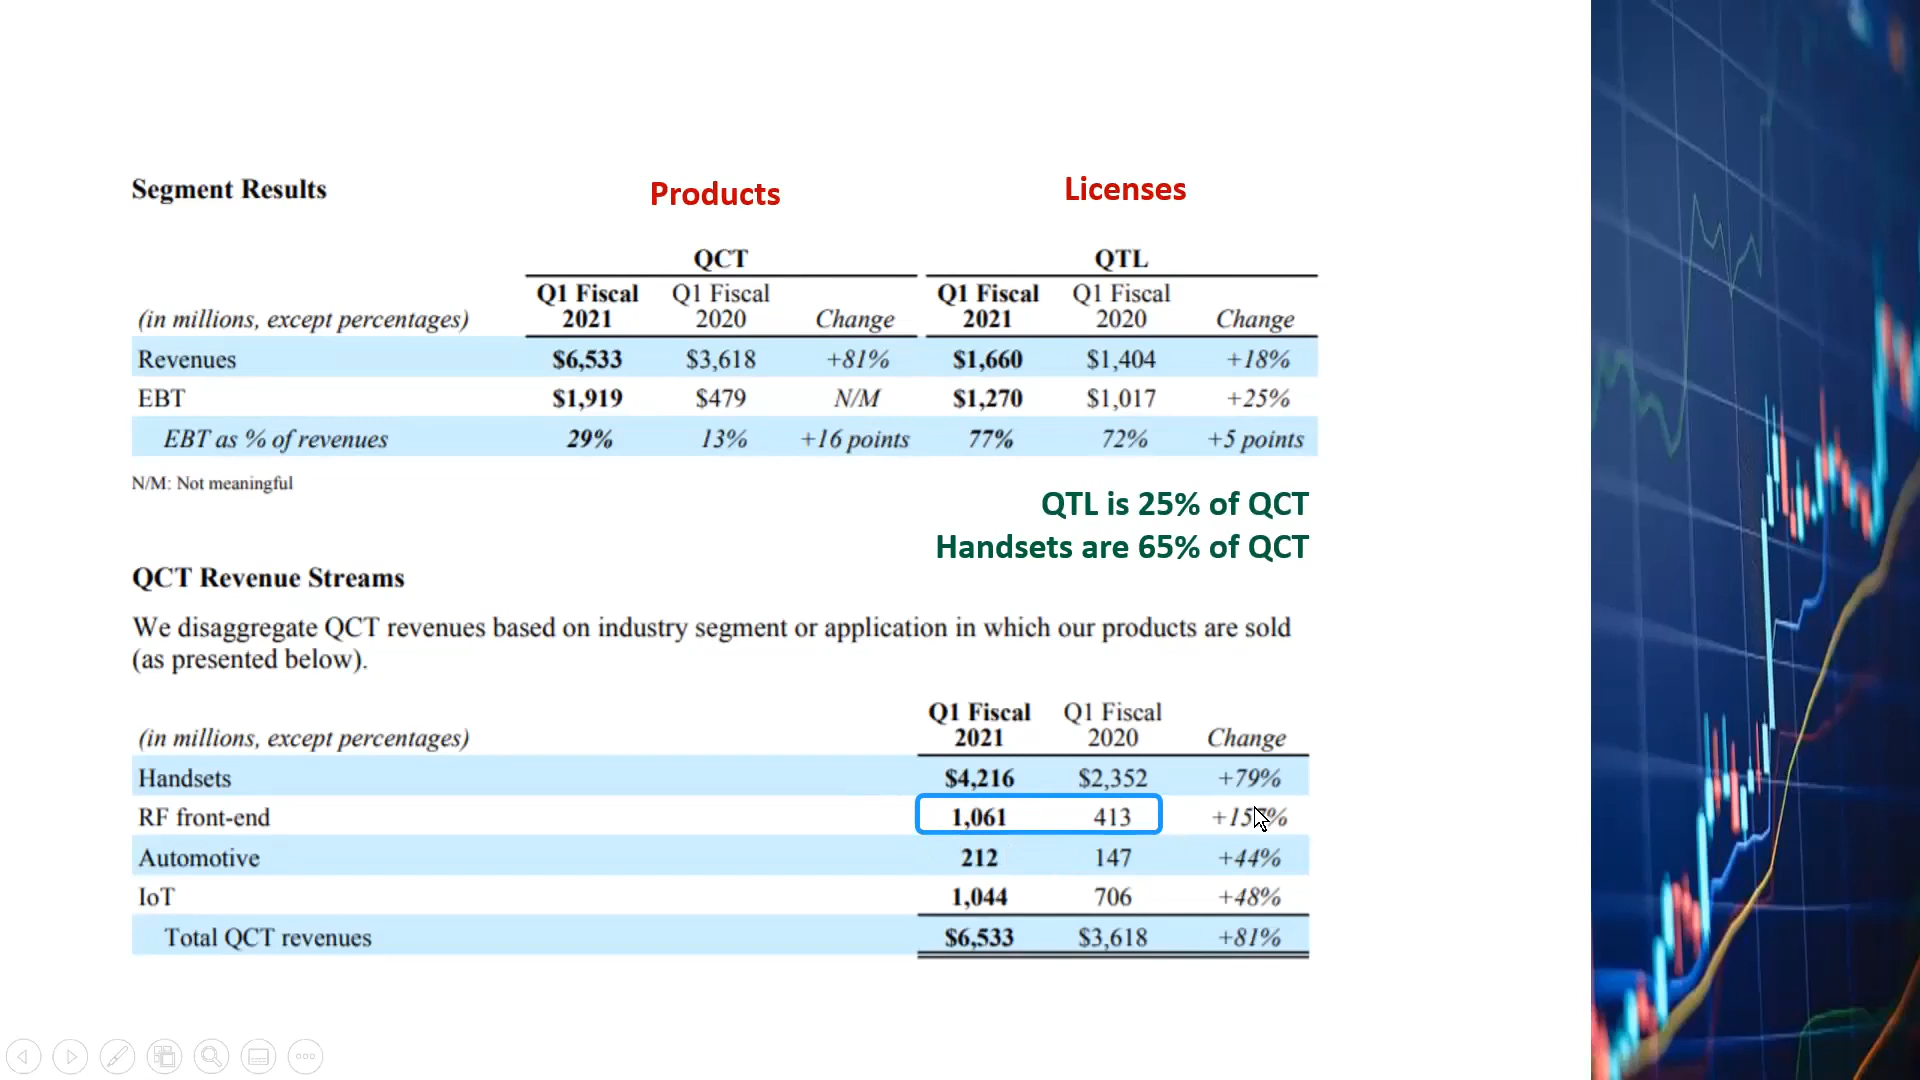 Segment Results
Products
Licenses
QCT QTL
Q1 Fiscal 2021 Q1 Fiscal 2020 Change Q1 Fiscal 2021 Q1 Fiscal 2020 Change
(in millions, except percentages)
Revenues $6,533 $3,618 +81% $1,660 $1,404 +18%
EBT $1,919 $479 N/M $1,270 $1,017 +25%
EBT as % of revenues 29% 13% +16 points 77% 72% +5 points
N/M: Not meaningful
QTL is 25% of QCT
Handsets are 65% of QCT
QCT Revenue Streams
We disaggregate QCT revenues based on industry segment or application in which our products are sold
(as presented below).
Q1 Fiscal 2021 Q1 Fiscal 2020 Change
(in millions, except percentages)
Handsets $4,216 $2,352 +79%
RF front-end 1,061 413
Automotive 212 147 +44%
IoT 1,044 706 +48%
Total QCT revenues $6,533 $3,618 +81%